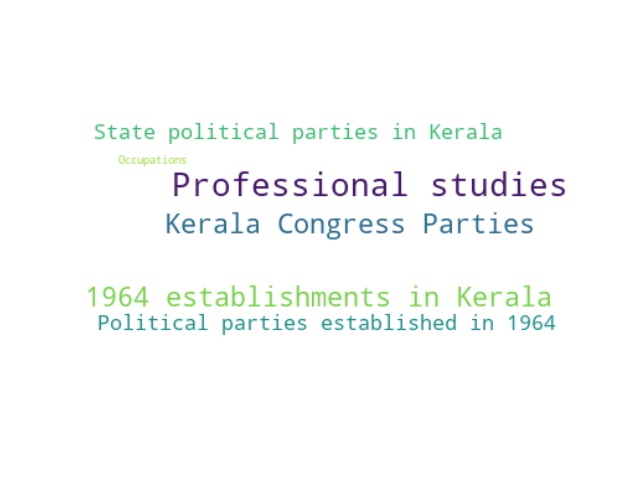 State political parties in Kerala
Occupations
Professional studies
Kerala Congress Parties
1964 establishments in Kerala
Political parties established in 1964